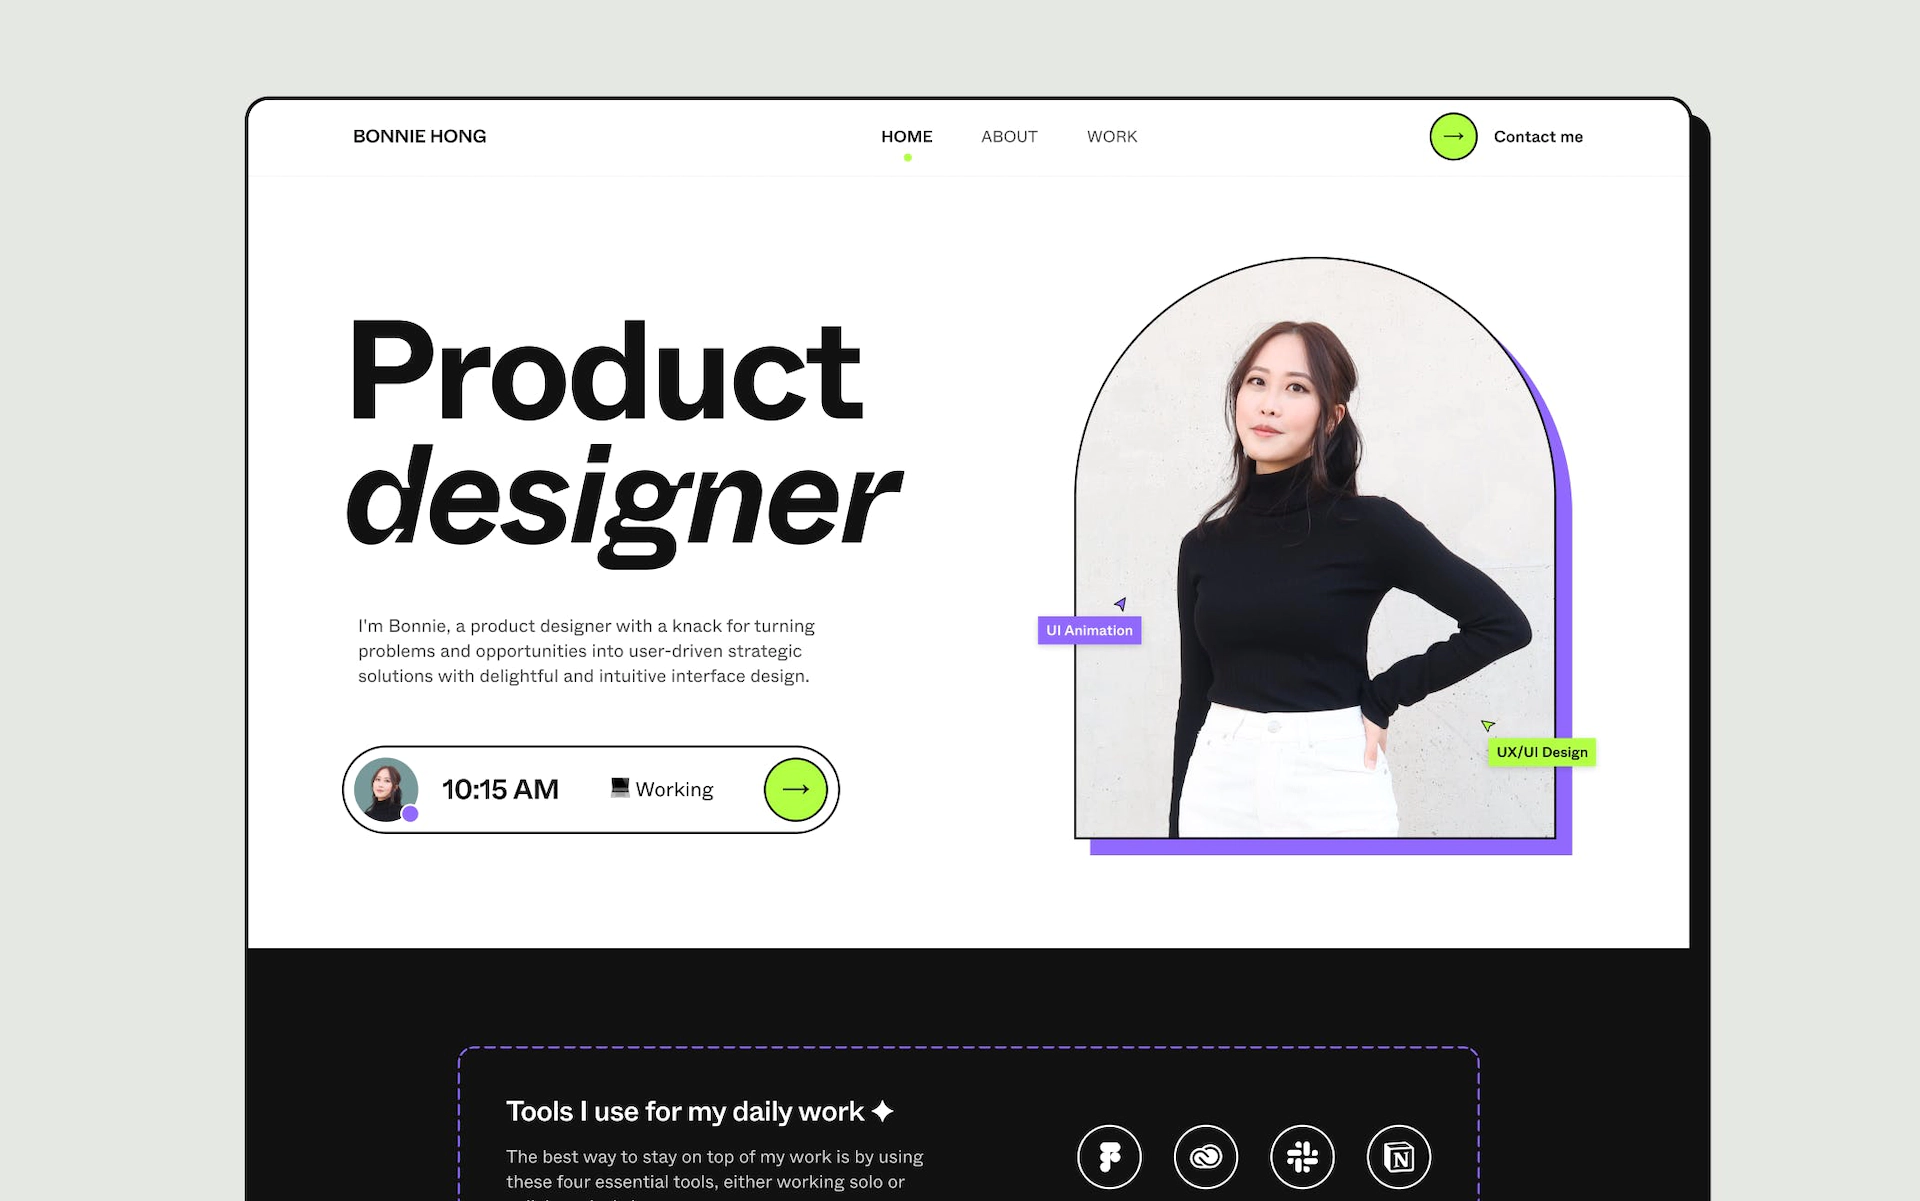 BONNIE HONG
HOME
ABOUT
WORK
Contact me
Product
designer
I'm Bonnie, a product designer with a knack for turning
problems and opportunities into user-driven strategic
solutions with delightful and intuitive interface design.
10:15 AM
Working
UI Animation
UX/UI Design
Tools I use for my daily work
The best way to stay on top of my work is by using
these four essential tools, either working solo or
N